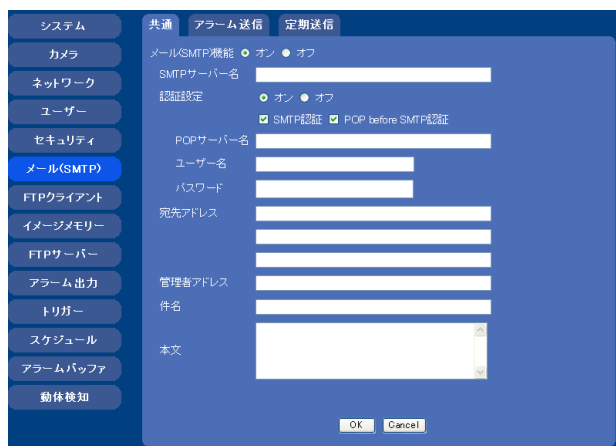 システム
カメラ
ネットワーク
ユーザー
セキュリティ
メール(SMTP)
FTPクライアント
イメージメモリー
FTPサーバー
アラーム出力
トリガー
スケジュール
アラームバッファ
動体検知
共通 アラーム送信 定期送信
メール(SMTP)機能 オン オフ
SMTPサーバー名
認証設定 オン オフ
SMTP認証 POP before SMTP認証
POPサーバー名
ユーザー名
パスワード
宛先アドレス
管理者アドレス
件名
本文
OK Cancel